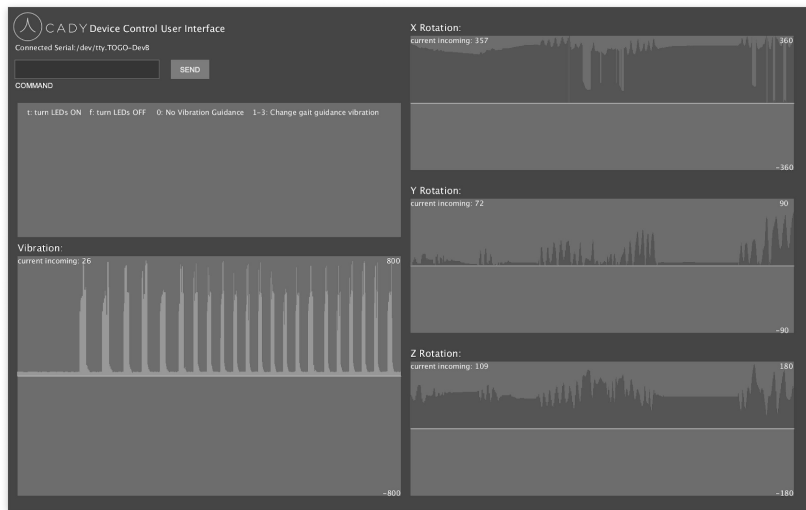 CADY Device Control User Interface
Connected Serial:/dev/tty.TOGO-DevB
SEND
COMMAND
t: turn LEDs ON f: turn LEDs OFF 0: No Vibration Guidance 1-3: Change gait guidance vibration
Vibration:
current incoming: 26 800
-800
X Rotation:
current incoming: 357 360
-360
Y Rotation:
current incoming: 72 90
-90
Z Rotation:
current incoming: 109 180
-180